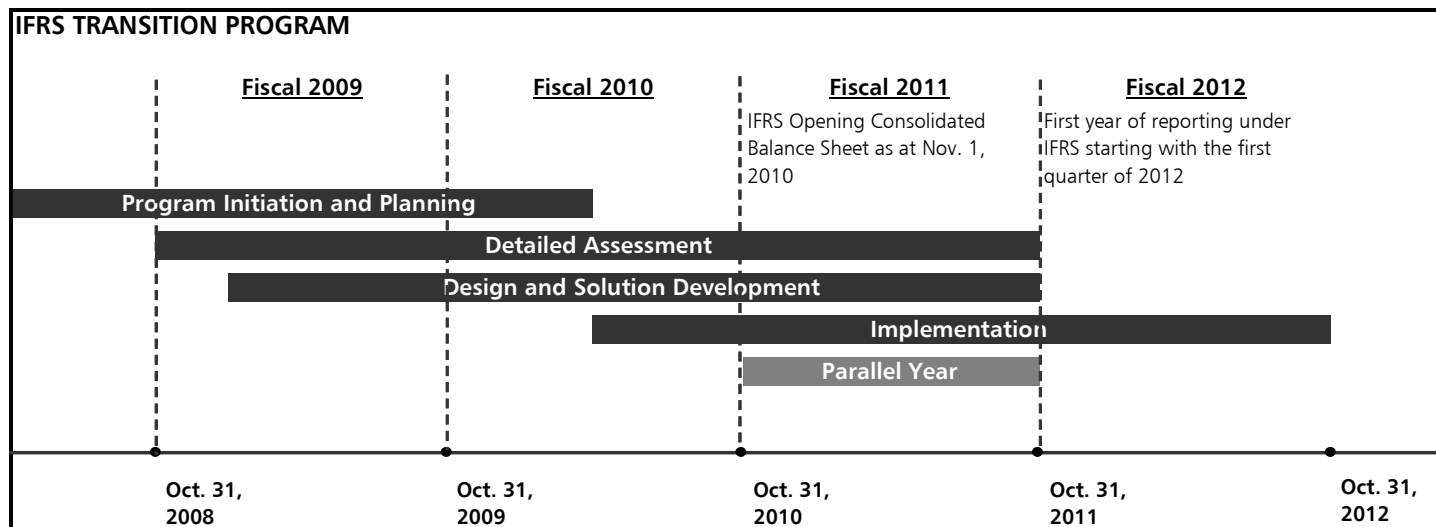 IFRS TRANSITION PROGRAM
Fiscal 2009
Fiscal 2010
Fiscal 2011
Fiscal 2012
IFRS Opening Consolidated
Balance Sheet as at Nov. 1,
2010
First year of reporting under
IFRS starting with the first
quarter of 2012
Program Initiation and Planning
Detailed Assessment
Design and Solution Development
Implementation
Parallel Year
Oct. 31,
2008
Oct. 31,
2009
Oct. 31,
2010
Oct. 31,
2011
Oct. 31,
2012